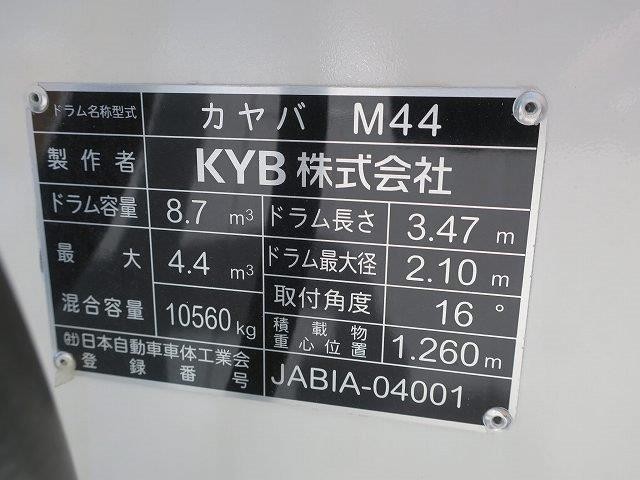 ドラム名称型式 カヤバ M44
製作者 KYB 株式会社
ドラム容量 8.7 m³ ドラム長さ 3.47 m
最大 4.4 m³ ドラム最大径 2.10 m
混合容量 10560 kg 取付角度 16°
積載物
重心位置 1.260 m
㈳日本自動車車体工業会
登録番号 JABIA-04001